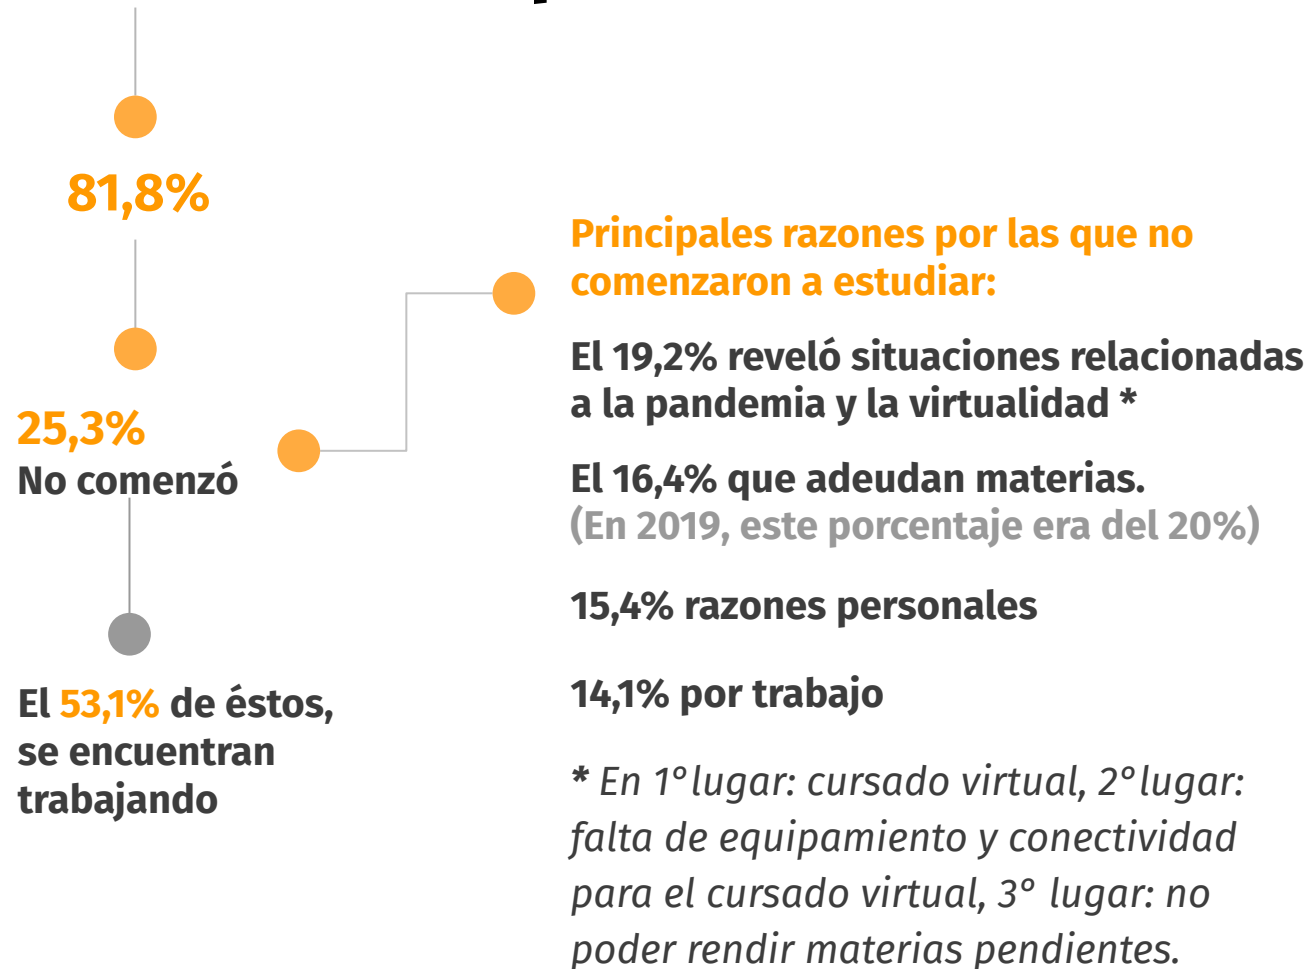 81,8%
25,3%
No comenzó
El 53,1% de éstos,
se encuentran
trabajando
Principales razones por las que no
comenzaron a estudiar:
El 19,2% reveló situaciones relacionadas
a la pandemia y la virtualidad *
El 16,4% que adeudan materias.
(En 2019, este porcentaje era del 20%)
15,4% razones personales
14,1% por trabajo
* En 1º lugar: cursado virtual, 2º lugar:
falta de equipamiento y conectividad
para el cursado virtual, 3º lugar: no
poder rendir materias pendientes.